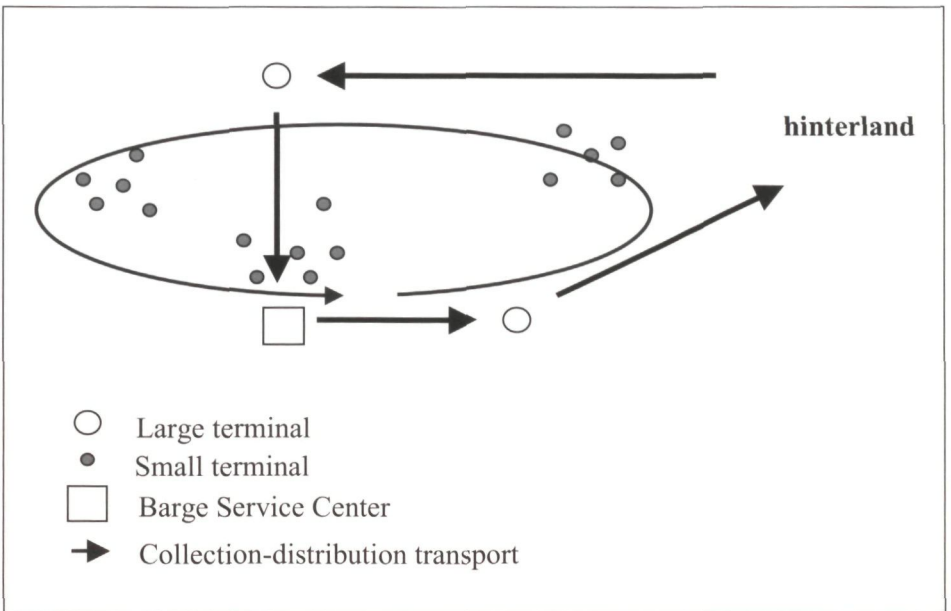 hinterland
Large terminal
Small terminal
Barge Service Center
Collection-distribution transport